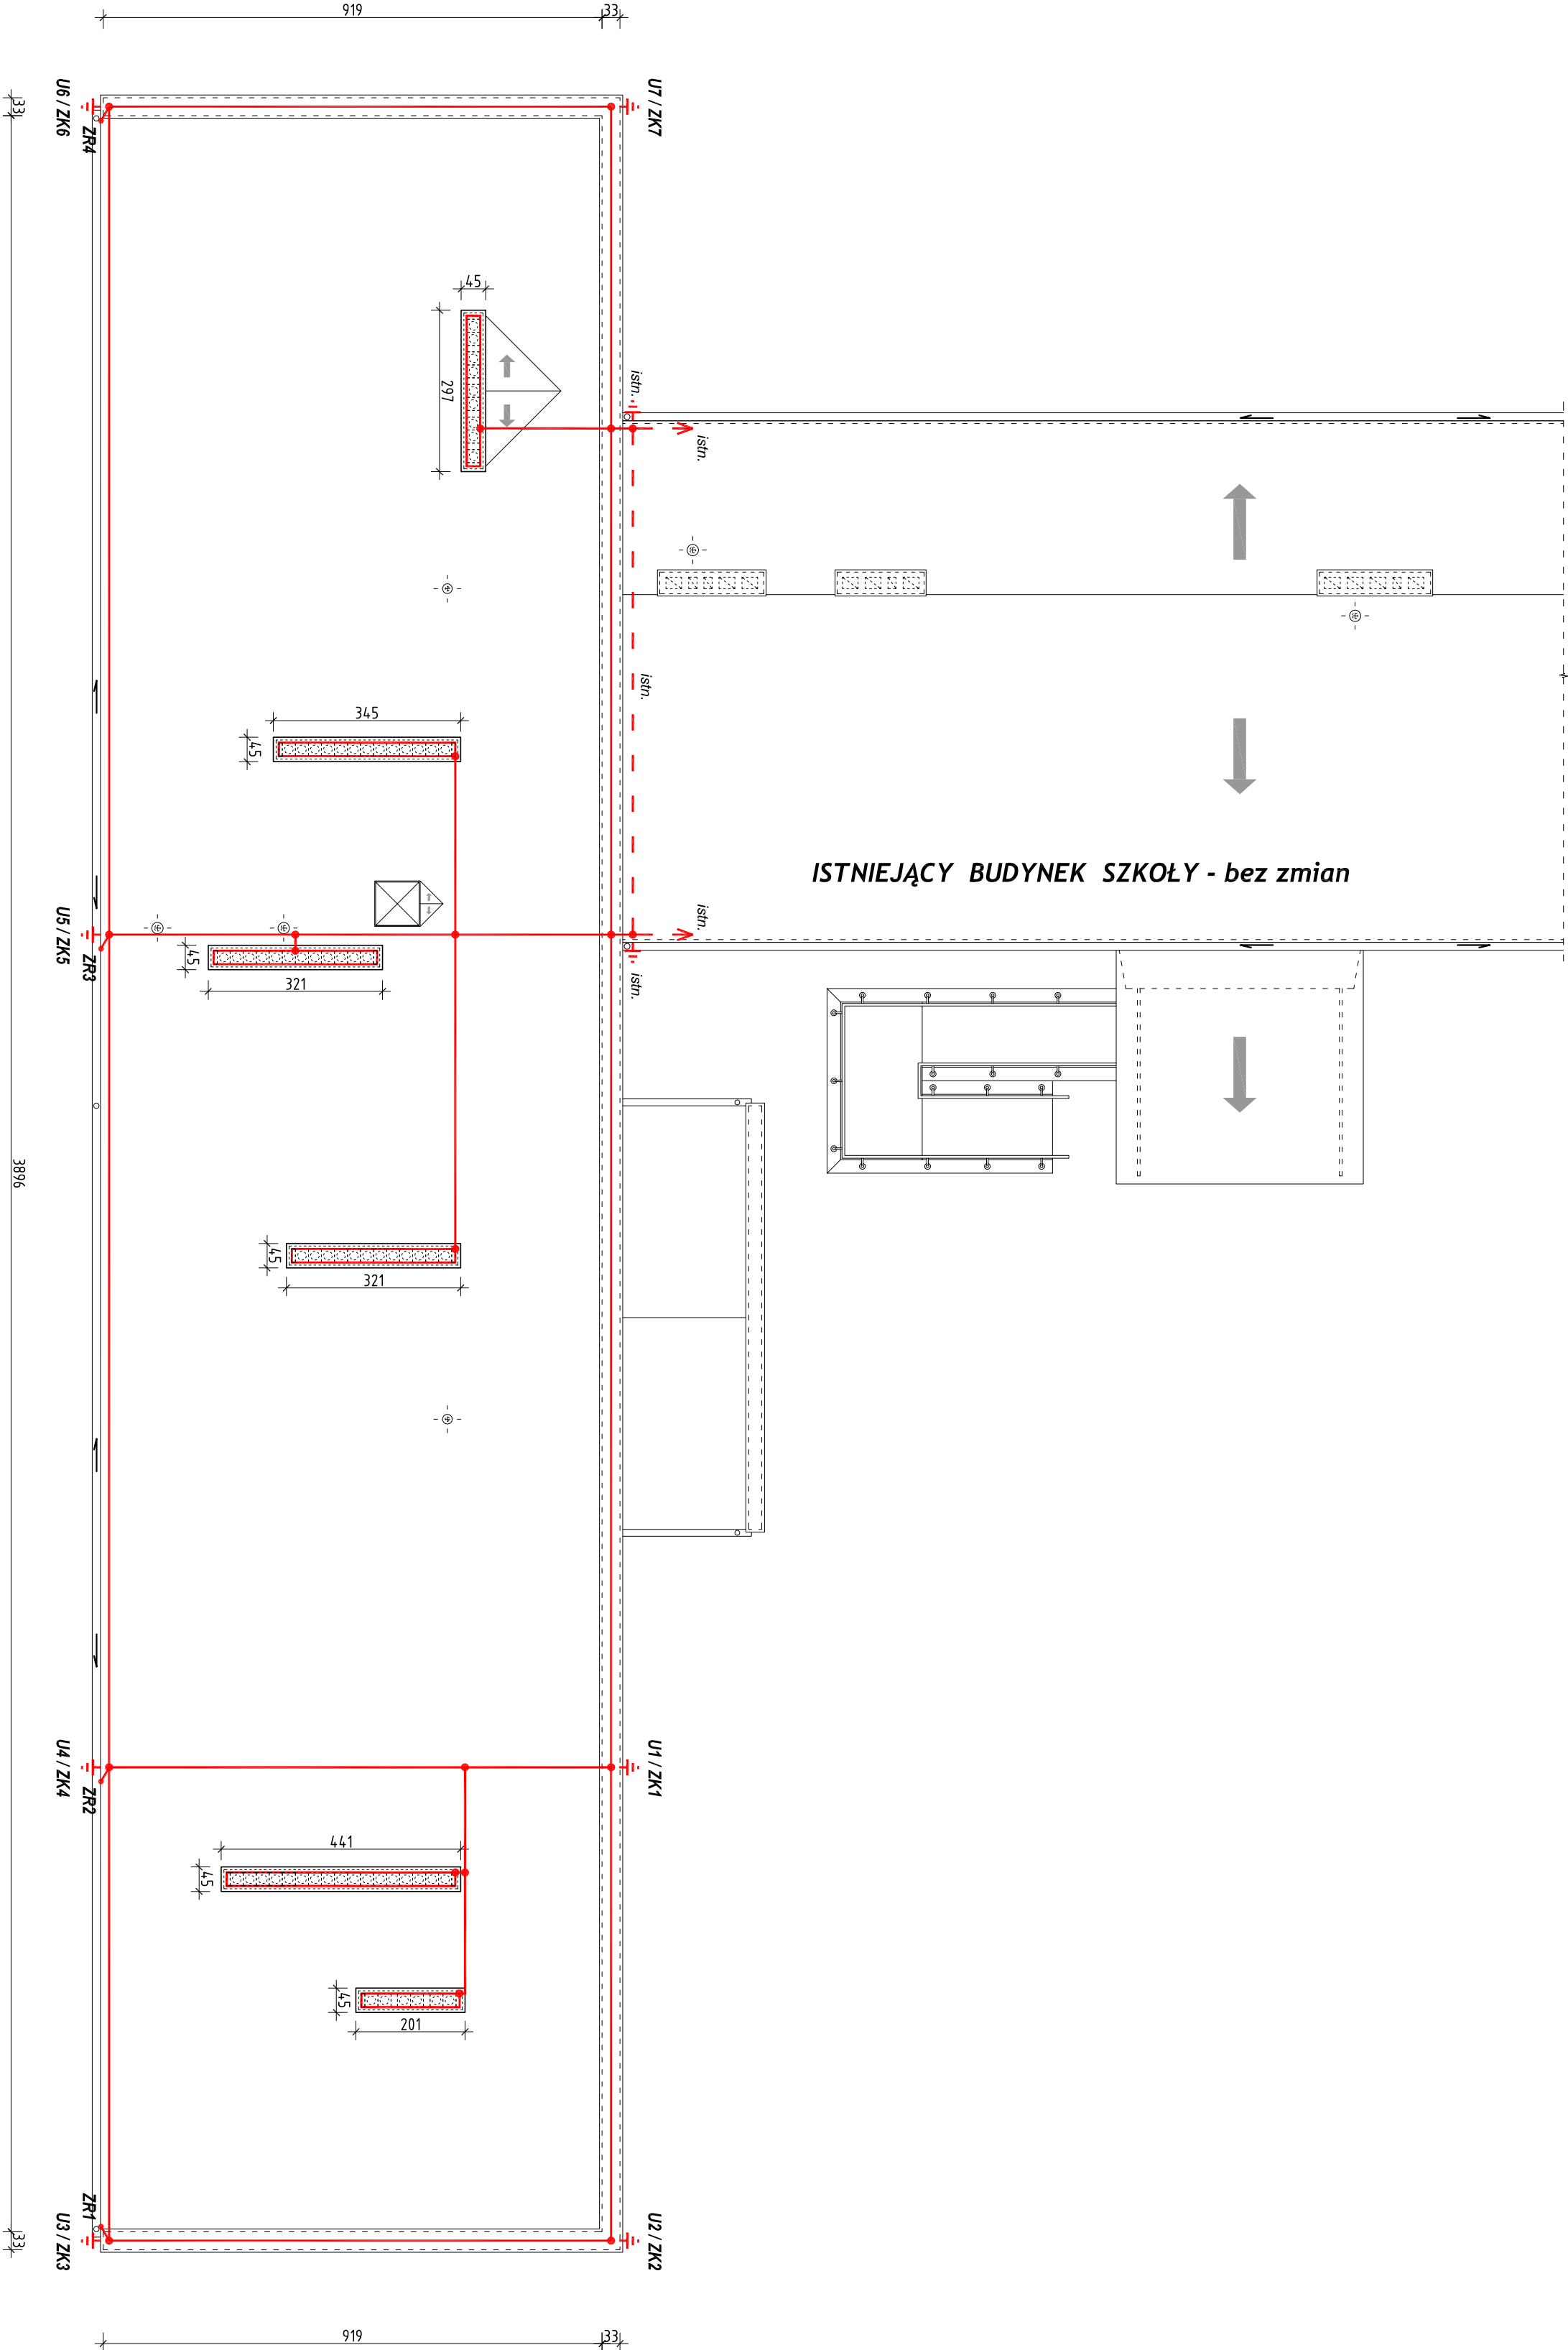 919
33
U6 / ZK6
U7 / ZK7
33
ZR4
45
297
istn.
istn.
istn.
345
45
ISTNIEJĄCY BUDYNEK SZKOŁY - bez zmian
istn.
U5 / ZK5
ZR3
45
321
istn.
3896
45
321
U4 / ZK4
ZR2
U1 / ZK1
441
45
45
201
ZR1
U3 / ZK3
U2 / ZK2
33
919
33